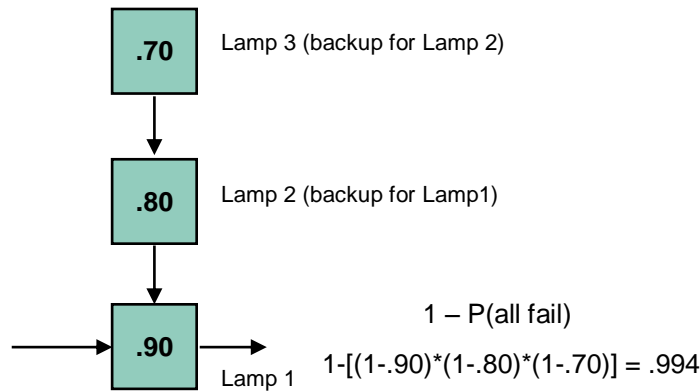 .70
Lamp 3 (backup for Lamp 2)
.80
Lamp 2 (backup for Lamp1)
.90
Lamp 1
1 – P(all fail)
1-[(1-.90)*(1-.80)*(1-.70)] = .994